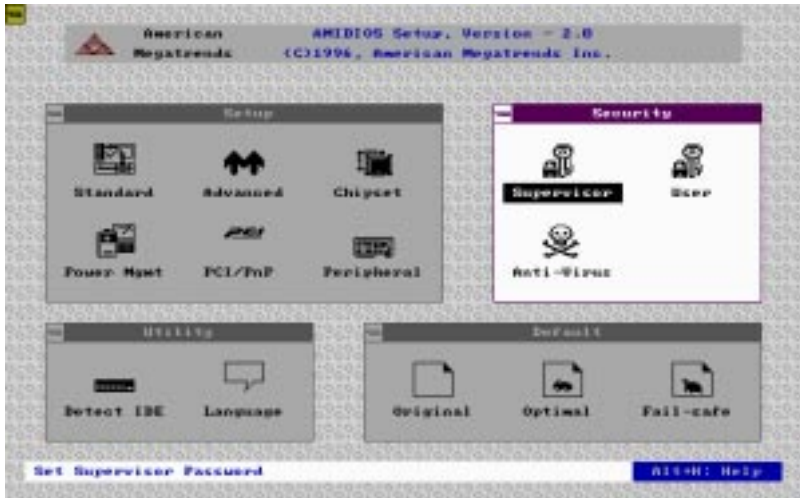 American Megatrends
AMIBIOS Setup, Version - 2.0
(C)1996, American Megatrends Inc.
Setup
Standard
Advanced
Chipset
Power Mgmt
PCI
PCI/PnP
Peripheral
Security
Supervisor
User
Anti-Virus
Utility
Detect IDE
Language
Default
Original
Optimal
Fail-safe
Set Supervisor Password
Alt+H: Help